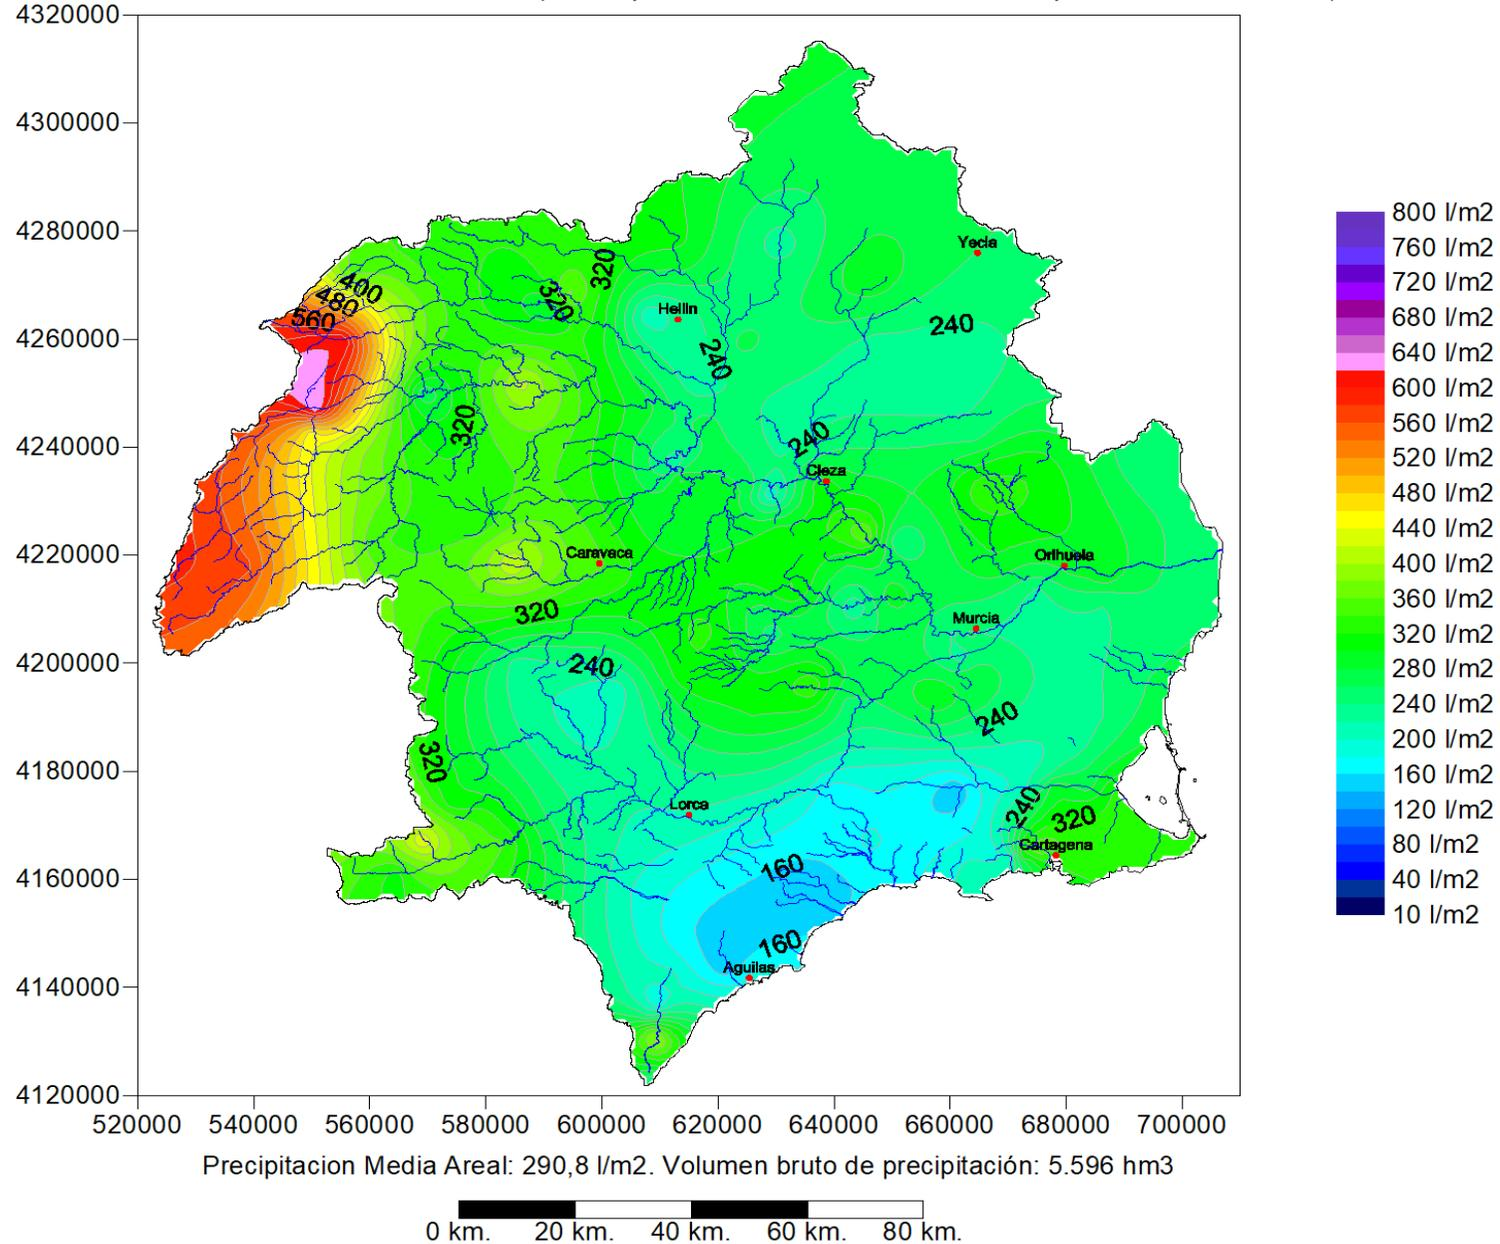 4320000
4300000
4280000
4260000
4240000
4220000
4200000
4180000
4160000
4140000
4120000
520000 540000 560000 580000 600000 620000 640000 660000 680000 700000
Yecla
320
400
480
320
560
Hellin
240
240
320
240
Cieza
Caravaca
Orihuela
320
Murcia
240
240
320
Lorca
240
320
Cartagena
160
160
Aguilas
800 l/m2
760 l/m2
720 l/m2
680 l/m2
640 l/m2
600 l/m2
560 l/m2
520 l/m2
480 l/m2
440 l/m2
400 l/m2
360 l/m2
320 l/m2
280 l/m2
240 l/m2
200 l/m2
160 l/m2
120 l/m2
80 l/m2
40 l/m2
10 l/m2
Precipitacion Media Areal: 290,8 l/m2. Volumen bruto de precipitación: 5.596 hm3
0 km. 20 km. 40 km. 60 km. 80 km.